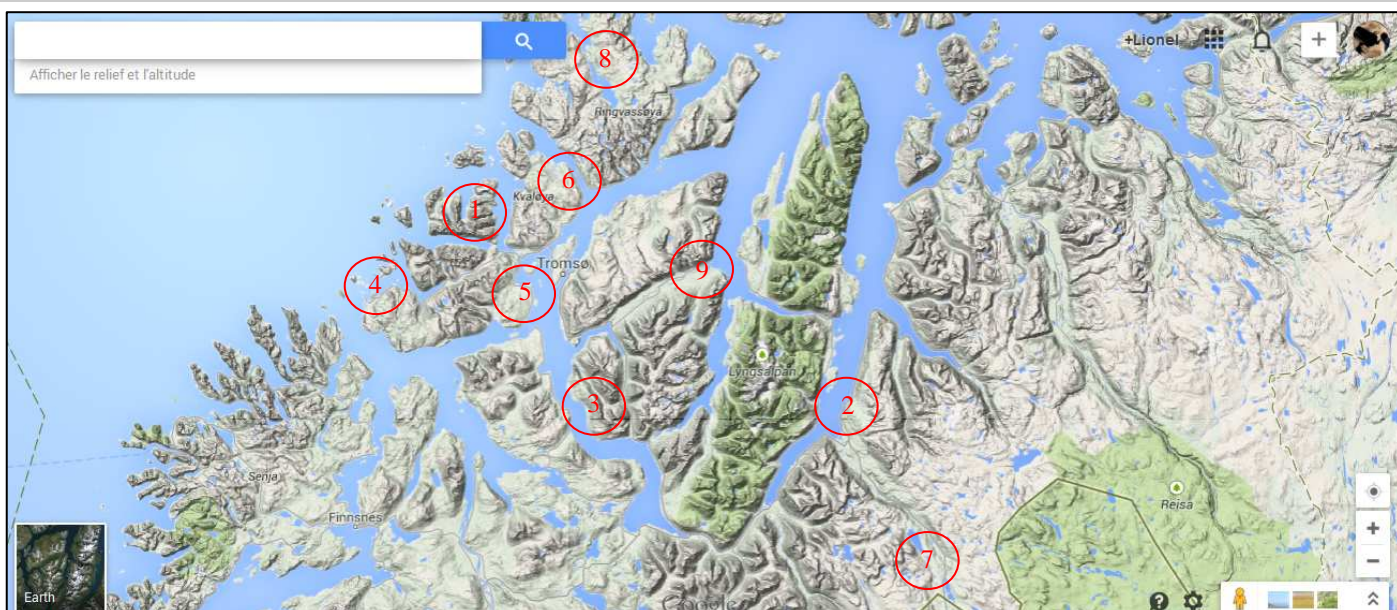 +Lionel
+
Afficher le relief et l'altitude
8
Ringvassøya
6
Kvaløya
1
Tromsø
9
4
5
Lyngsalpan
3
2
Senja
Reisa
Finnsnes
+
7
−
Earth
Google
?